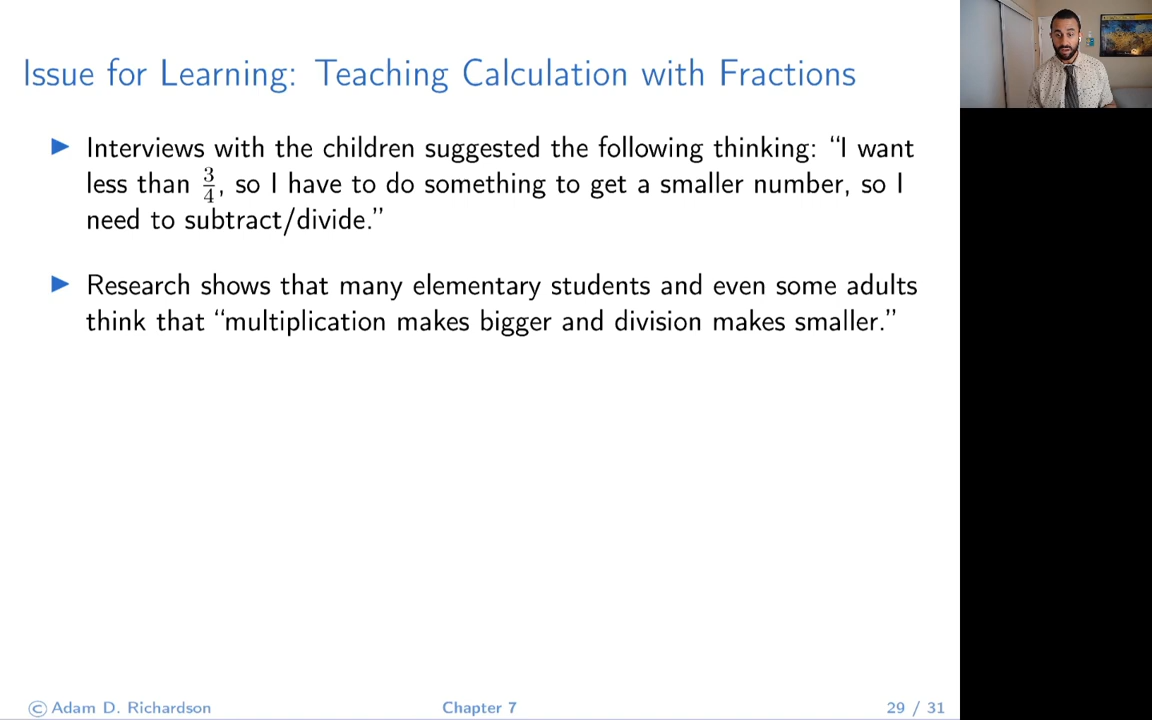 Issue for Learning: Teaching Calculation with Fractions
▶ Interviews with the children suggested the following thinking: “I want
less than 3/4, so I have to do something to get a smaller number, so I
need to subtract/divide.”
▶ Research shows that many elementary students and even some adults
think that “multiplication makes bigger and division makes smaller.”
© Adam D. Richardson
Chapter 7
29 / 31